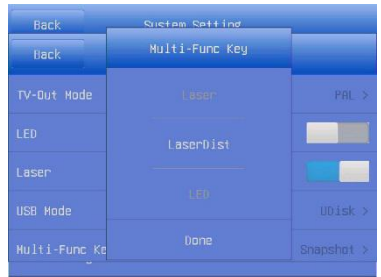 Back System Setting
Back Multi-Func Key
TV-Out Mode Laser PAL >
LED LaserDist
Laser
LED
USB Mode UDisk >
Multi-Func Ke Done Snapshot >